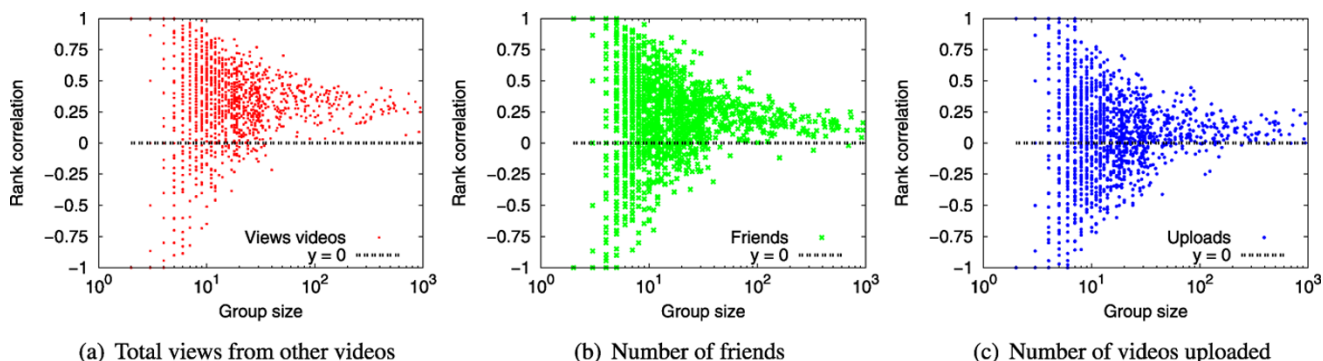 1
0.75
0.5
0.25
0
−0.25
−0.5
−0.75
−1
Rank correlation
Views videos
y = 0
10^0
10^1
10^2
10^3
Group size
(a) Total views from other videos
1
0.75
0.5
0.25
0
−0.25
−0.5
−0.75
−1
Rank correlation
Friends
y = 0
10^0
10^1
10^2
10^3
Group size
(b) Number of friends
1
0.75
0.5
0.25
0
−0.25
−0.5
−0.75
−1
Rank correlation
Uploads
y = 0
10^0
10^1
10^2
10^3
Group size
(c) Number of videos uploaded